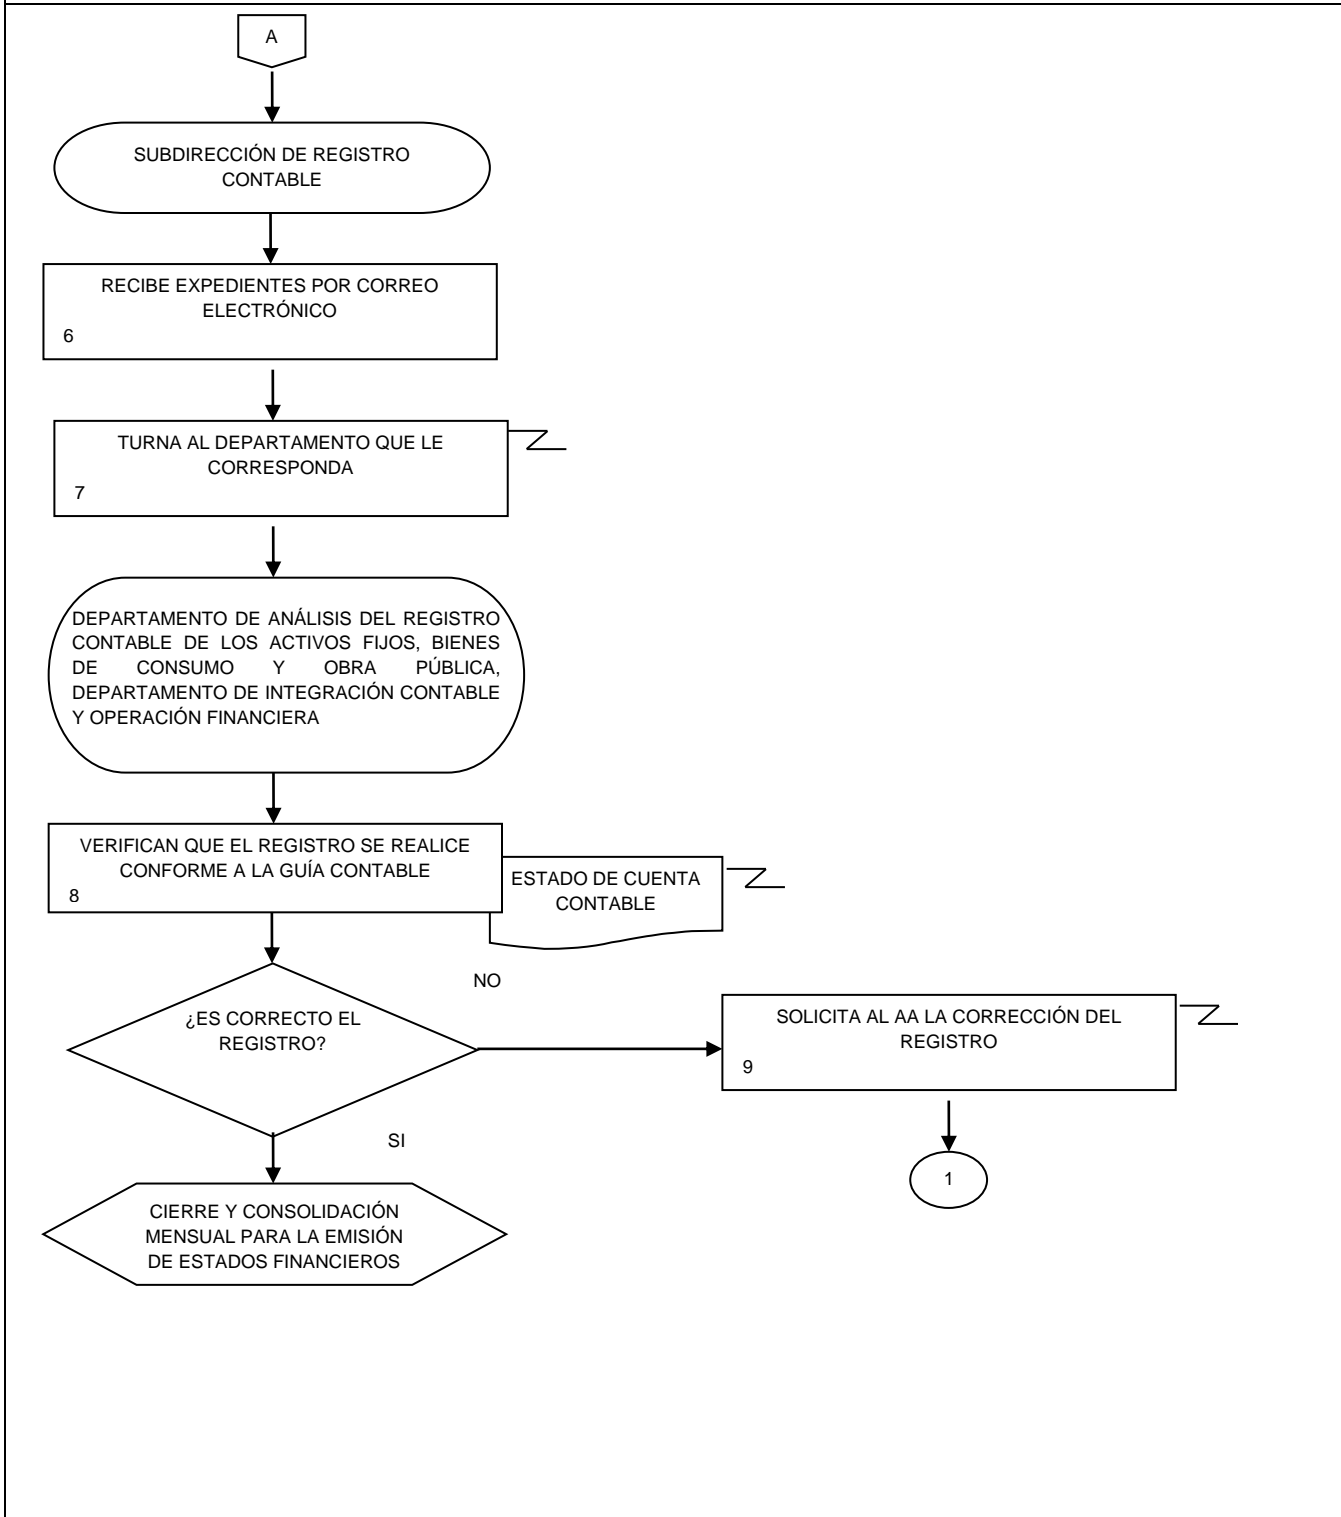 A
SUBDIRECCIÓN DE REGISTRO
CONTABLE
RECIBE EXPEDIENTES POR CORREO
ELECTRÓNICO
6
TURNA AL DEPARTAMENTO QUE LE
CORRESPONDA
7
DEPARTAMENTO DE ANÁLISIS DEL REGISTRO
CONTABLE DE LOS ACTIVOS FIJOS, BIENES
DE CONSUMO Y OBRA PÚBLICA,
DEPARTAMENTO DE INTEGRACIÓN CONTABLE
Y OPERACIÓN FINANCIERA
VERIFICAN QUE EL REGISTRO SE REALICE
CONFORME A LA GUÍA CONTABLE
8
ESTADO DE CUENTA
CONTABLE
NO
¿ES CORRECTO EL
REGISTRO?
SOLICITA AL AA LA CORRECCIÓN DEL
REGISTRO
9
SI
1
CIERRE Y CONSOLIDACIÓN
MENSUAL PARA LA EMISIÓN
DE ESTADOS FINANCIEROS